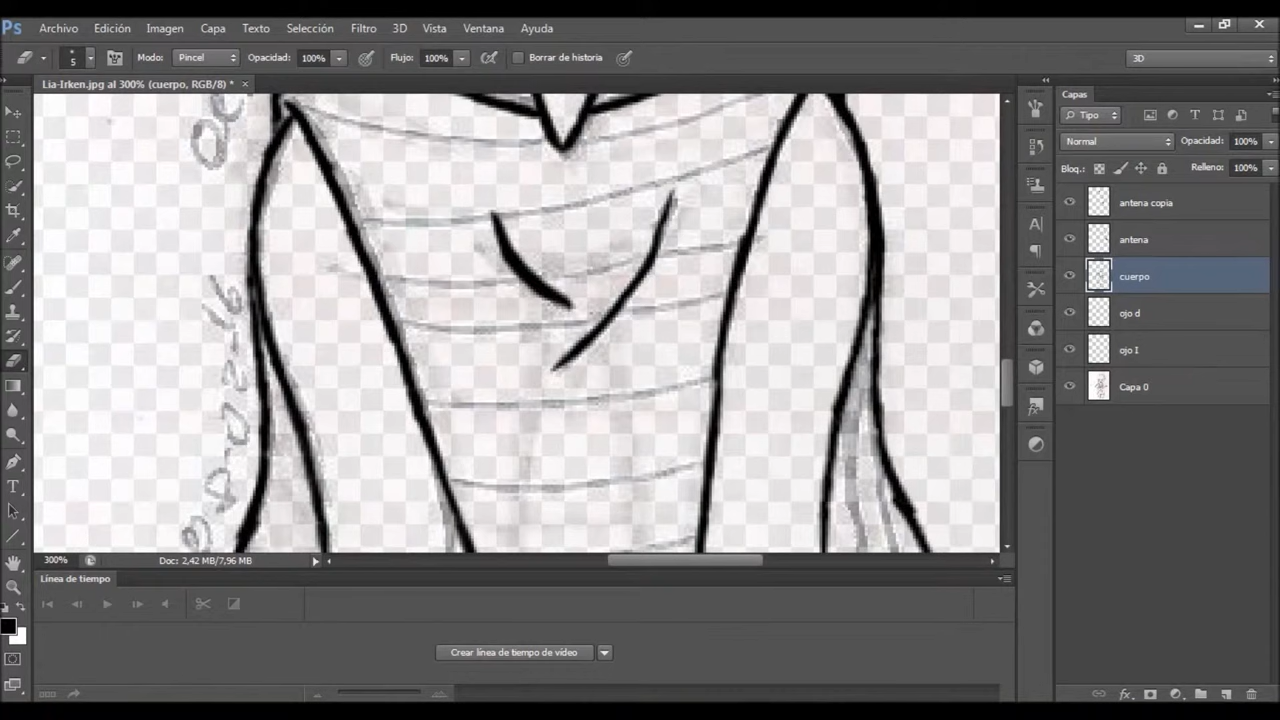 Ps Archivo Edición Imagen Capa Texto Selección Filtro 3D Vista Ventana Ayuda
5 Modo: Pincel Opacidad: 100% Flujo: 100% Borrar de historia 3D
Lia-Irken.jpg al 300% (cuerpo, RGB/8) * ×
Capas
Tipo
Normal Opacidad: 100%
Bloq.: Relleno: 100%
antena copia
antena
cuerpo
ojo d
ojo I
Capa 0
300% Doc: 2,42 MB/7,96 MB
Línea de tiempo
Crear línea de tiempo de vídeo